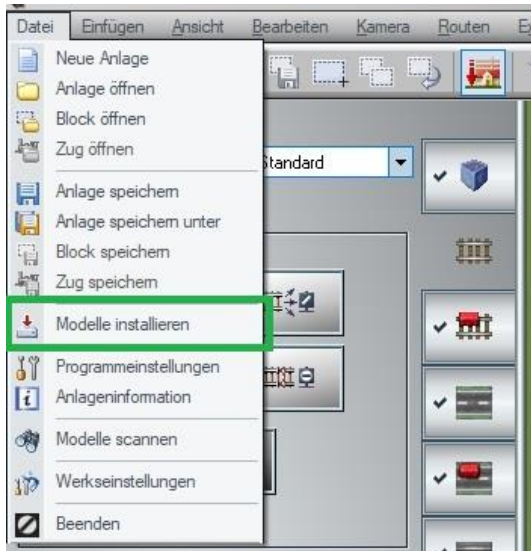 Datei Einfügen Ansicht Bearbeiten Kamera Routen
Neue Anlage
Anlage öffnen
Block öffnen
Zug öffnen
Standard
Anlage speichern
Anlage speichern unter
Block speichern
Zug speichern
Modelle installieren
Programmeinstellungen
Anlageninformation
Modelle scannen
Werkseinstellungen
Beenden